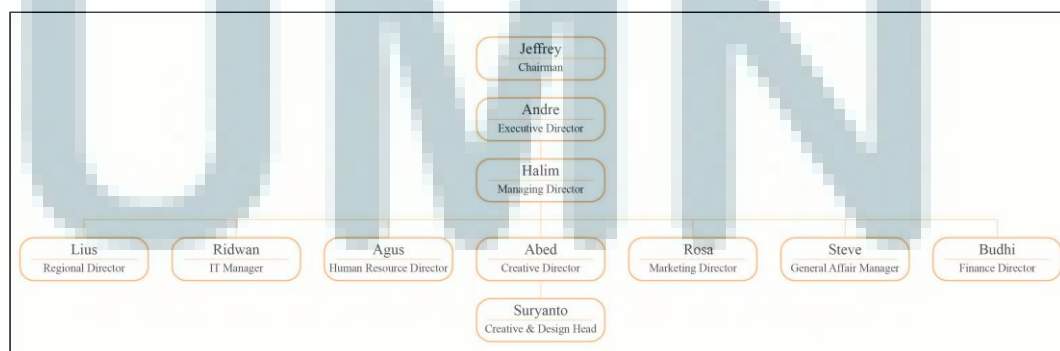 UMN
Jeffrey
Chairman
Andre
Executive Director
Halim
Managing Director
Lius
Regional Director
Ridwan
IT Manager
Agus
Human Resource Director
Abed
Creative Director
Rosa
Marketing Director
Steve
General Affair Manager
Budhi
Finance Director
Suryanto
Creative & Design Head